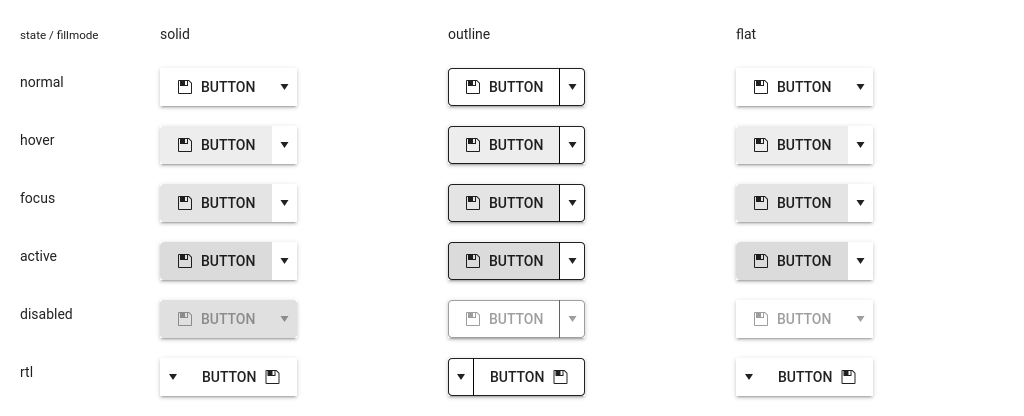 state / fillmode solid outline flat
normal BUTTON BUTTON BUTTON
hover BUTTON BUTTON BUTTON
focus BUTTON BUTTON BUTTON
active BUTTON BUTTON BUTTON
disabled BUTTON BUTTON BUTTON
rtl BUTTON BUTTON BUTTON